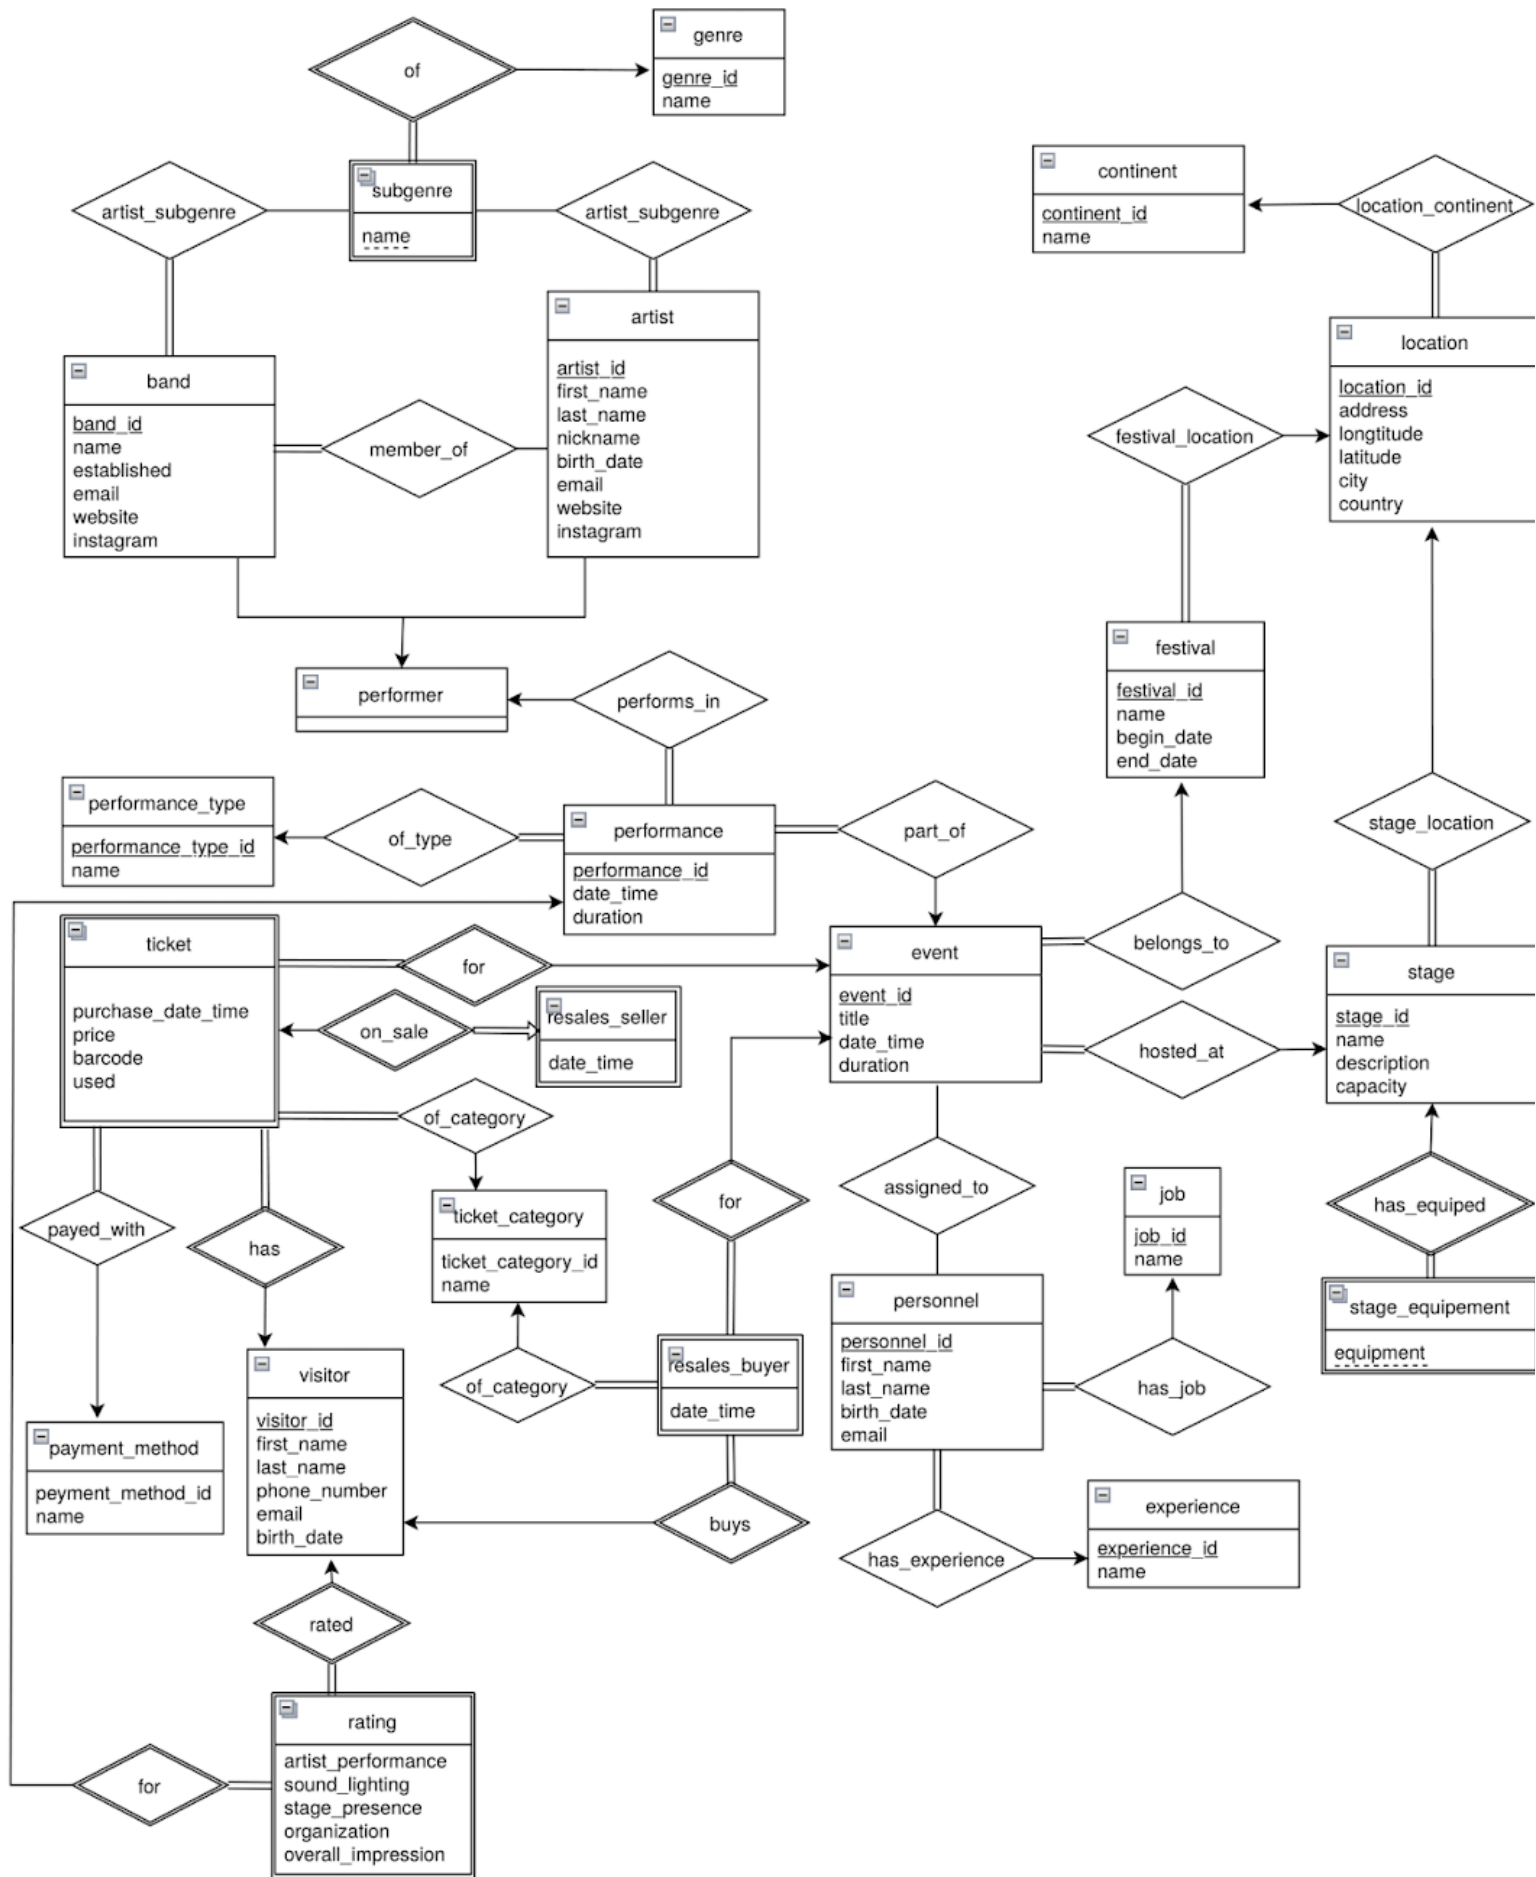 of
genre
genre_id
name
artist_subgenre
subgenre
name
artist_subgenre
continent
continent_id
name
location_continent
band
band_id
name
established
email
website
instagram
member_of
artist
artist_id
first_name
last_name
nickname
birth_date
email
website
instagram
festival_location
location
location_id
address
longtitude
latitude
city
country
performer
performs_in
festival
festival_id
name
begin_date
end_date
performance_type
performance_type_id
name
of_type
performance
performance_id
date_time
duration
part_of
stage_location
ticket
purchase_date_time
price
barcode
used
for
on_sale
resales_seller
date_time
event
event_id
title
date_time
duration
belongs_to
hosted_at
stage
stage_id
name
description
capacity
of_category
payed_with
has
ticket_category
ticket_category_id
name
for
assigned_to
job
job_id
name
has_equiped
payment_method
peyment_method_id
name
visitor
visitor_id
first_name
last_name
phone_number
email
birth_date
of_category
resales_buyer
date_time
personnel
personnel_id
first_name
last_name
birth_date
email
has_job
stage_equipement
equipment
buys
has_experience
experience
experience_id
name
rated
for
rating
artist_performance
sound_lighting
stage_presence
organization
overall_impression